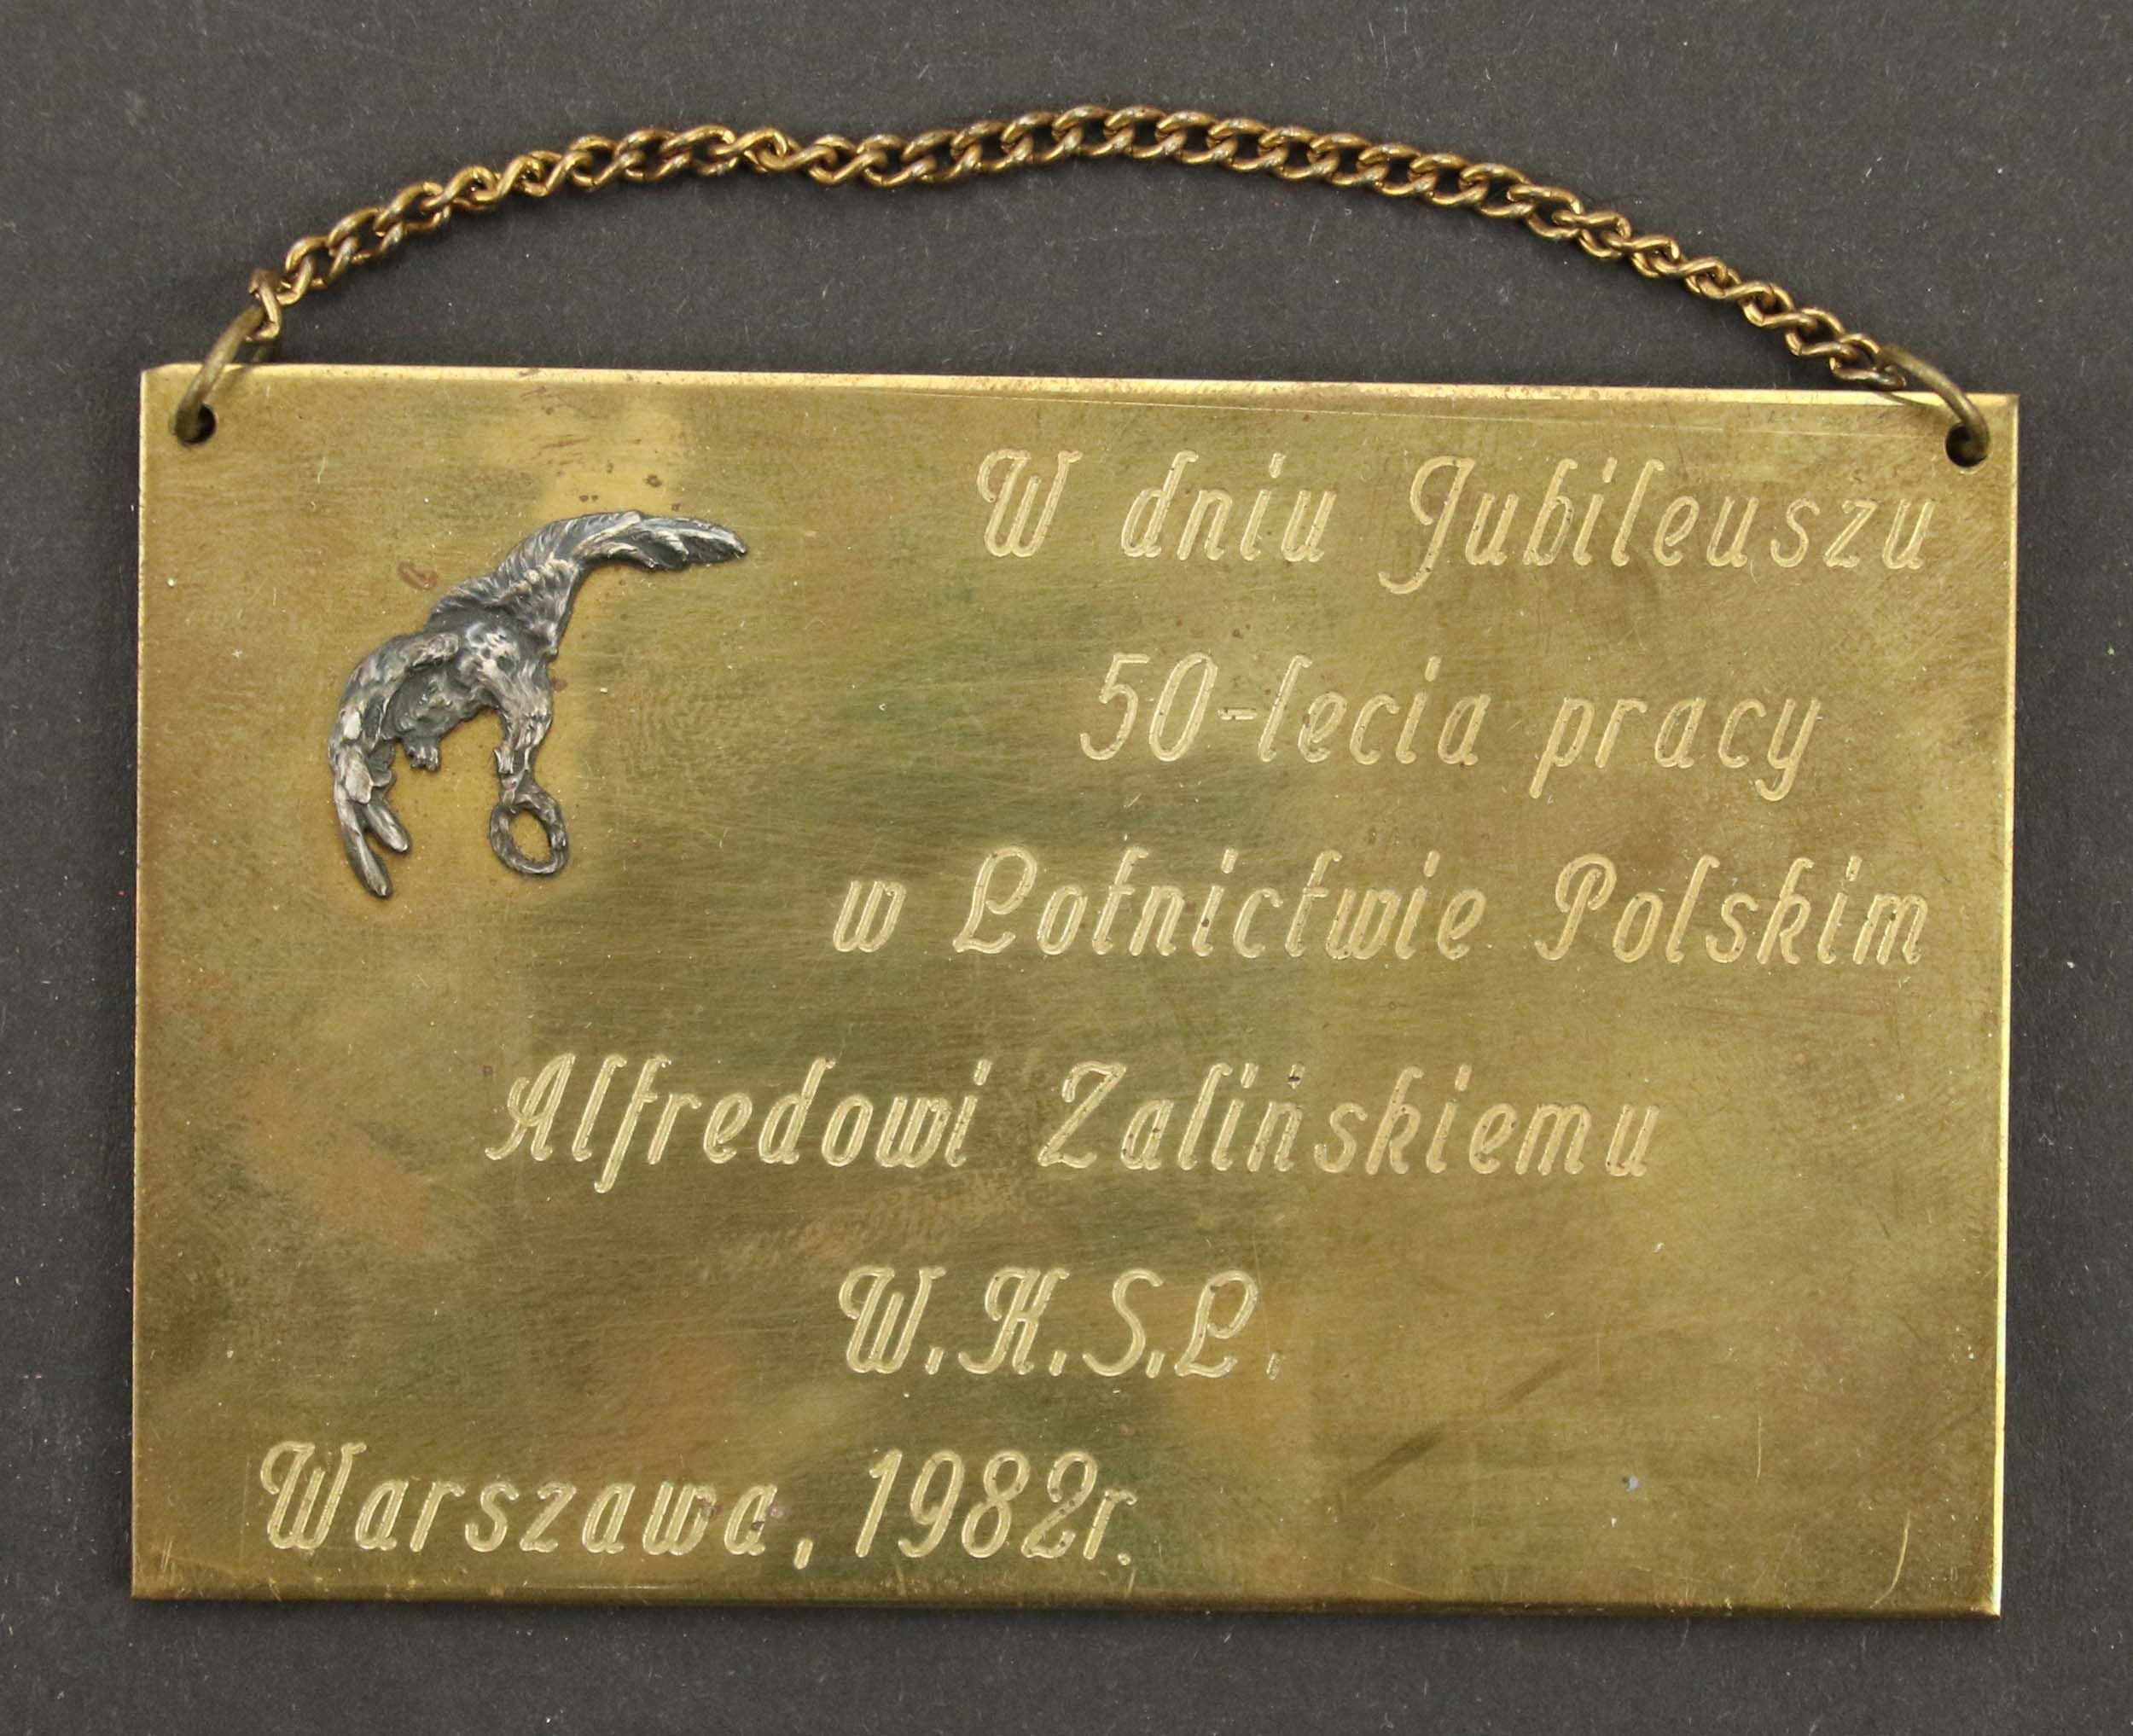 W dniu Jubileuszu
50-lecia pracy
w Lotnictwie Polskim
Alfredowi Zalińskiemu
W.K.S.L.
Warszawa, 1982r.